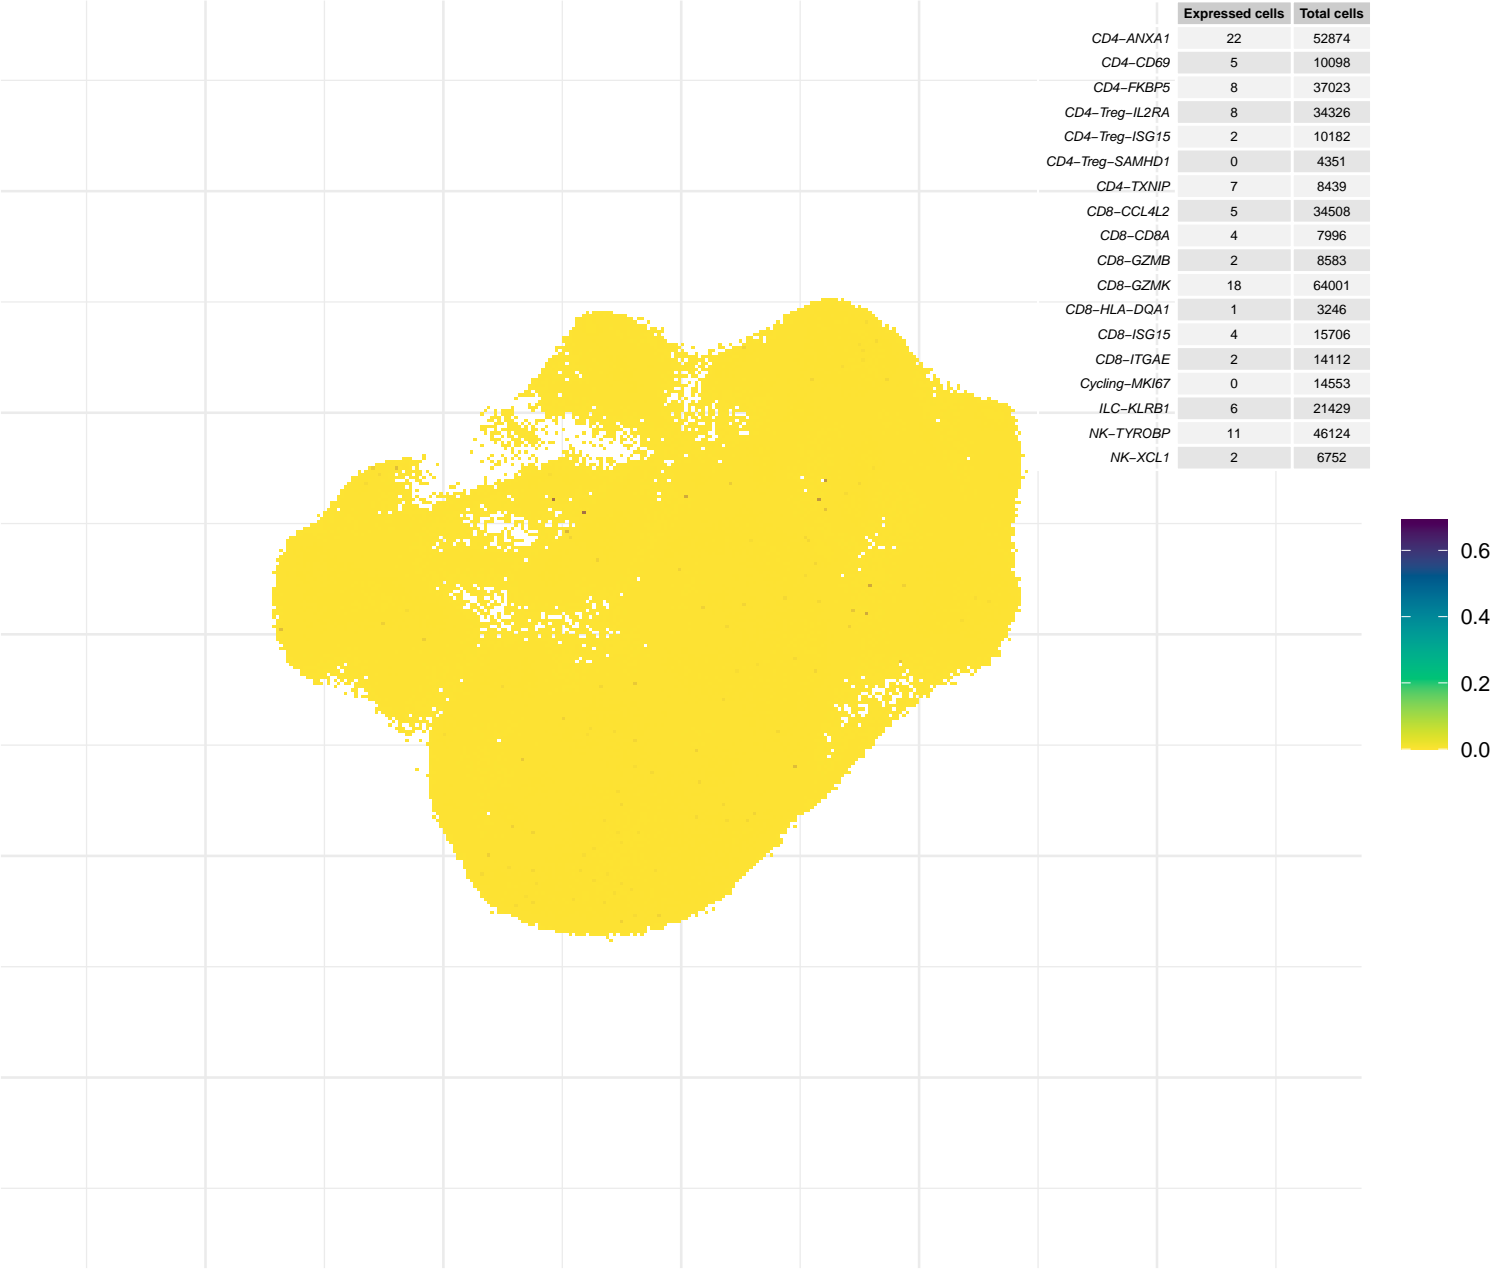 Expressed cells Total cells
CD4−ANXA1 22 52874
CD4−CD69 5 10098
CD4−FKBP5 8 37023
CD4−Treg−IL2RA 8 34326
CD4−Treg−ISG15 2 10182
CD4−Treg−SAMHD1 0 4351
CD4−TXNIP 7 8439
CD8−CCL4L2 5 34508
CD8−CD8A 4 7996
CD8−GZMB 2 8583
CD8−GZMK 18 64001
CD8−HLA−DQA1 1 3246
CD8−ISG15 4 15706
CD8−ITGAE 2 14112
Cycling−MKI67 0 14553
ILC−KLRB1 6 21429
NK−TYROBP 11 46124
NK−XCL1 2 6752
0.6
0.4
0.2
0.0